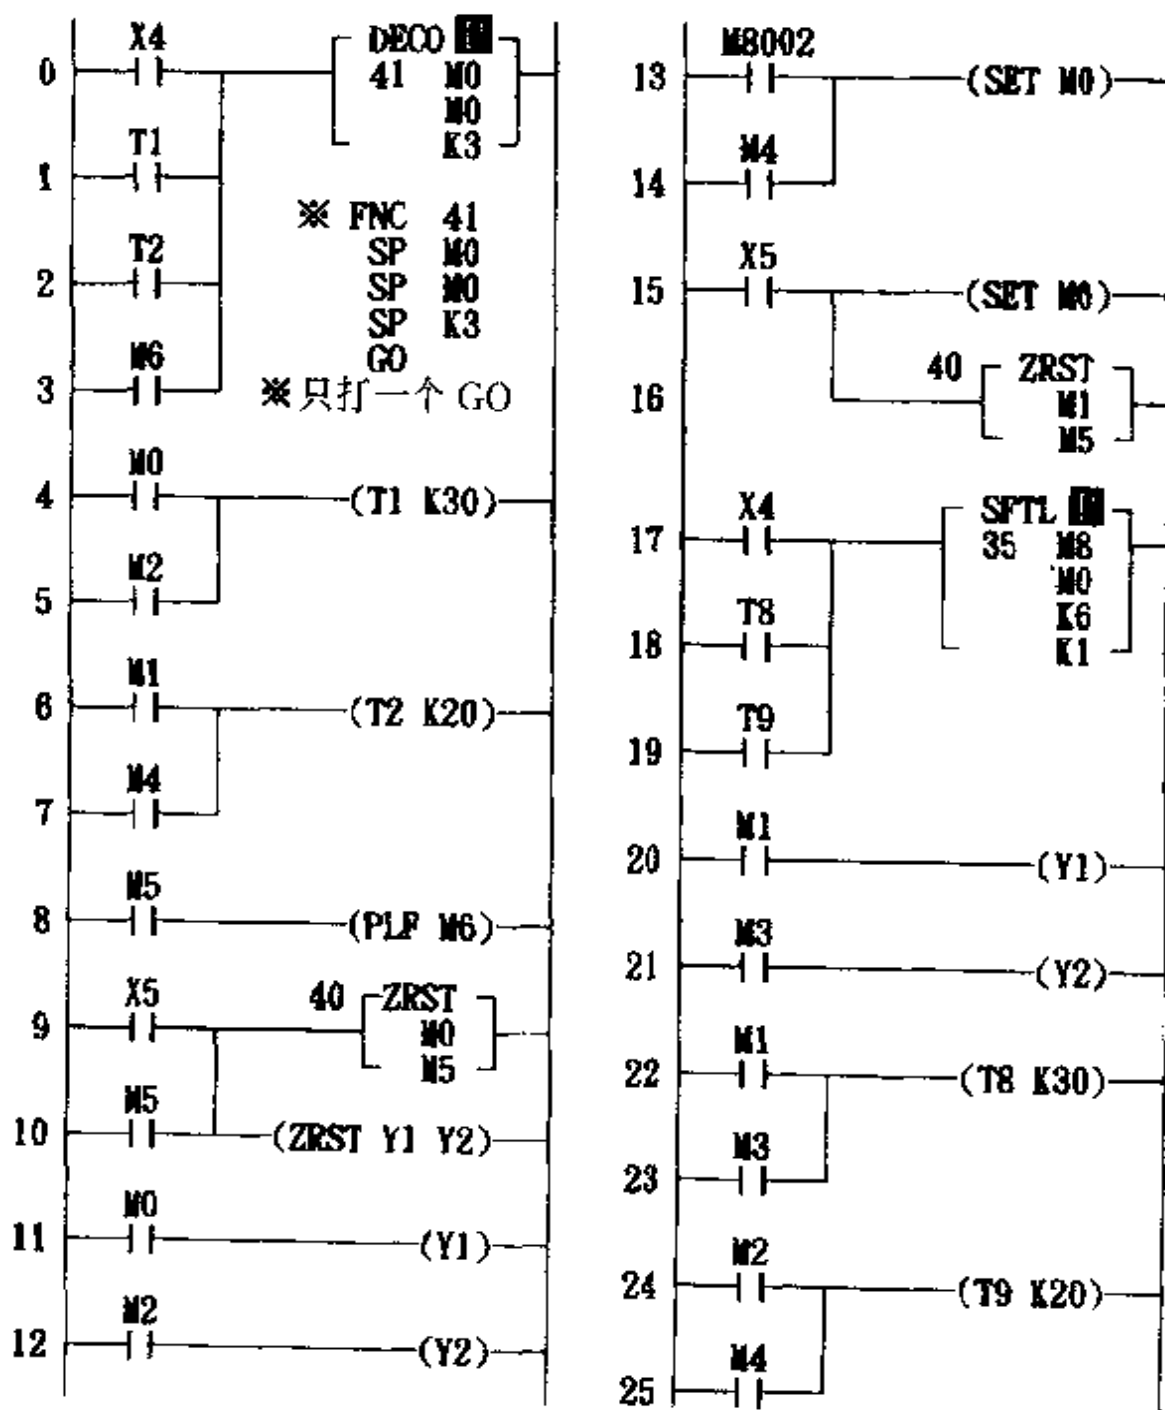 X4
0
DECO
41 M0
M0
K3
T1
1
※ FNC 41
SP M0
T2
2
SP M0
SP K3
GO
M6
3
※只打一个 GO
M0
4
(T1 K30)
M2
5
M1
6
(T2 K20)
M4
7
M5
8
(PLF M6)
X5
9
40 ZRST
M0
M5
M5
10
(ZRST Y1 Y2)
M0
11
(Y1)
M2
12
(Y2)
M8002
13
(SET M0)
M4
14
X5
15
(SET M0)
16
40 ZRST
M1
M5
X4
17
SFTL
35 M8
M0
K6
K1
T8
18
T9
19
M1
20
(Y1)
M3
21
(Y2)
M1
22
(T8 K30)
M3
23
M2
24
(T9 K20)
M4
25